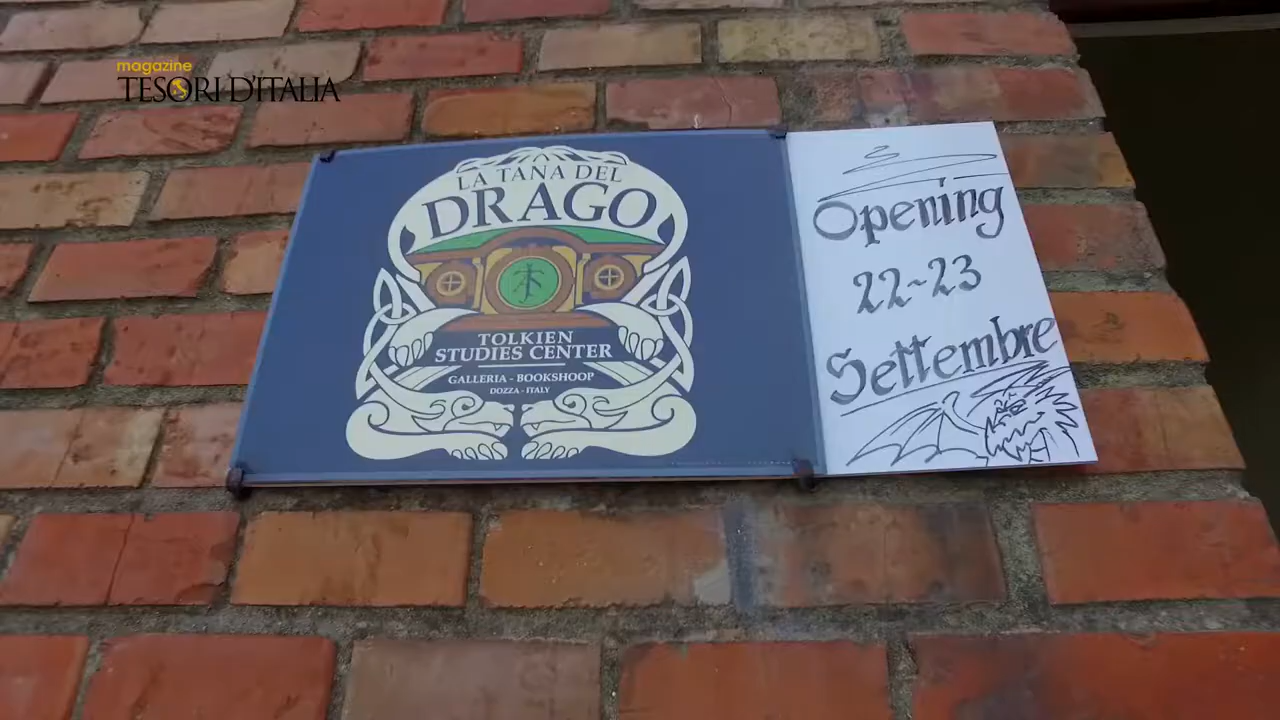 magazine
TESORI D'ITALIA
LA TANA DEL
DRAGO
TOLKIEN
STUDIES CENTER
GALLERIA - BOOKSHOOP
DOZZA - ITALY
Opening
22-23
Settembre